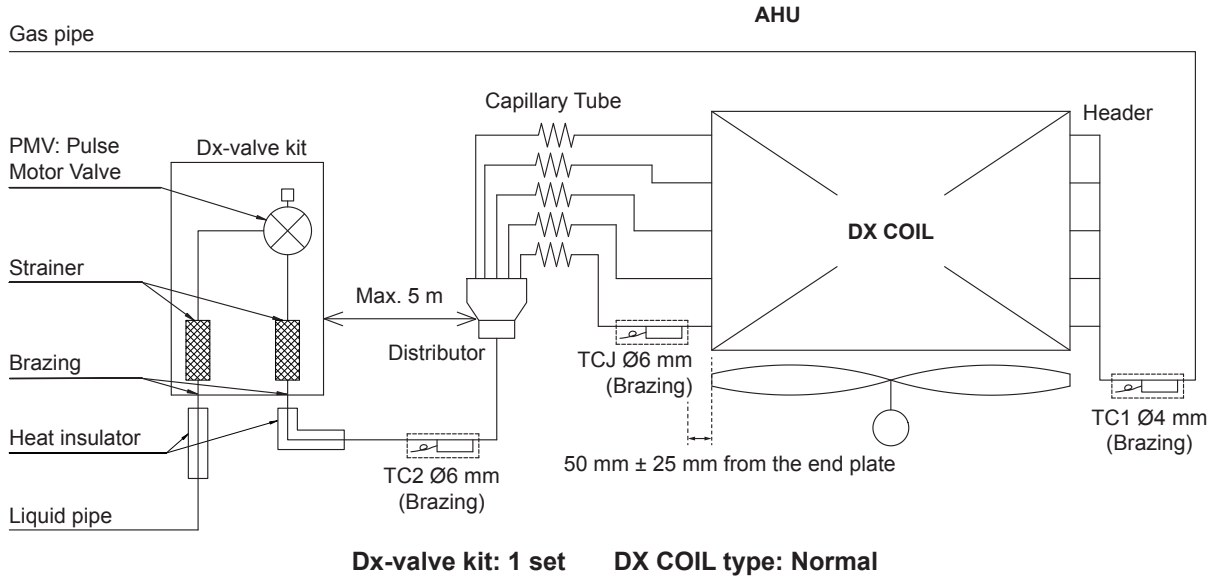 AHU
Gas pipe
Capillary Tube
Header
PMV: Pulse
Motor Valve
Dx-valve kit
DX COIL
Strainer
Max. 5 m
Distributor
TCJ Ø6 mm
(Brazing)
Brazing
TC1 Ø4 mm
(Brazing)
Heat insulator
50 mm ± 25 mm from the end plate
TC2 Ø6 mm
(Brazing)
Liquid pipe
Dx-valve kit: 1 set DX COIL type: Normal